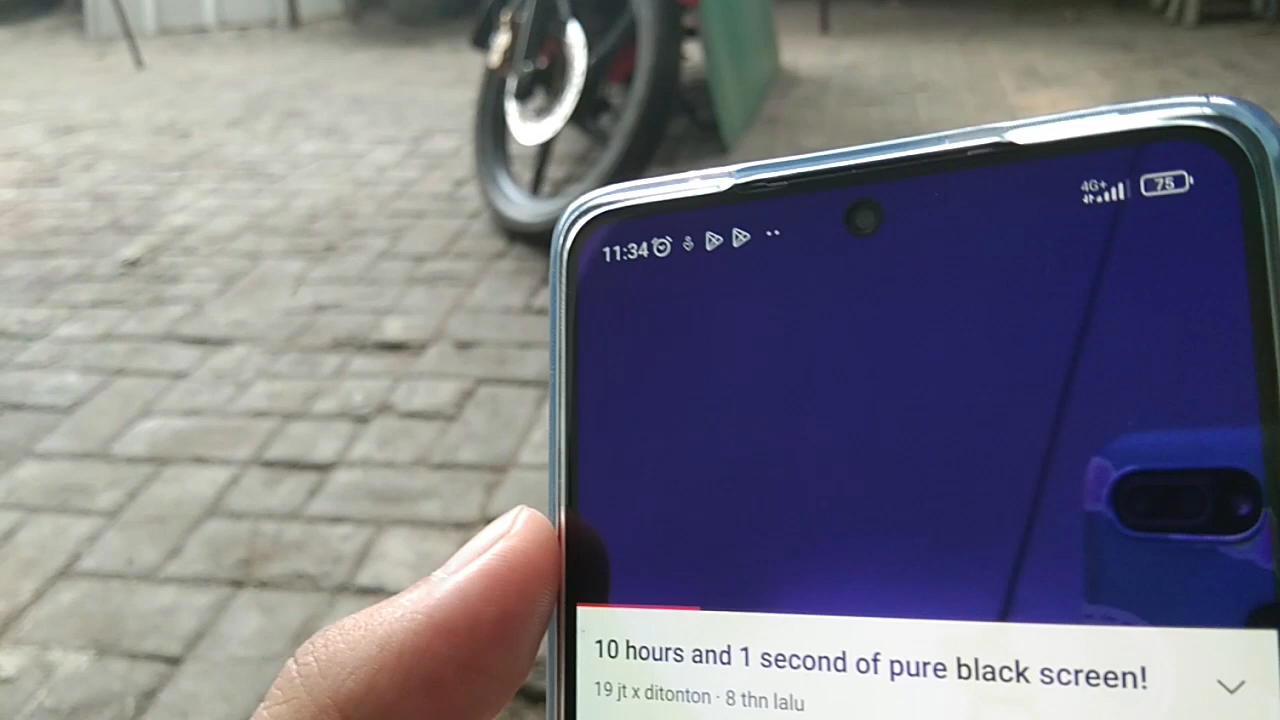 11:34
4G+
75
10 hours and 1 second of pure black screen!
19 jt x ditonton · 8 thn lalu